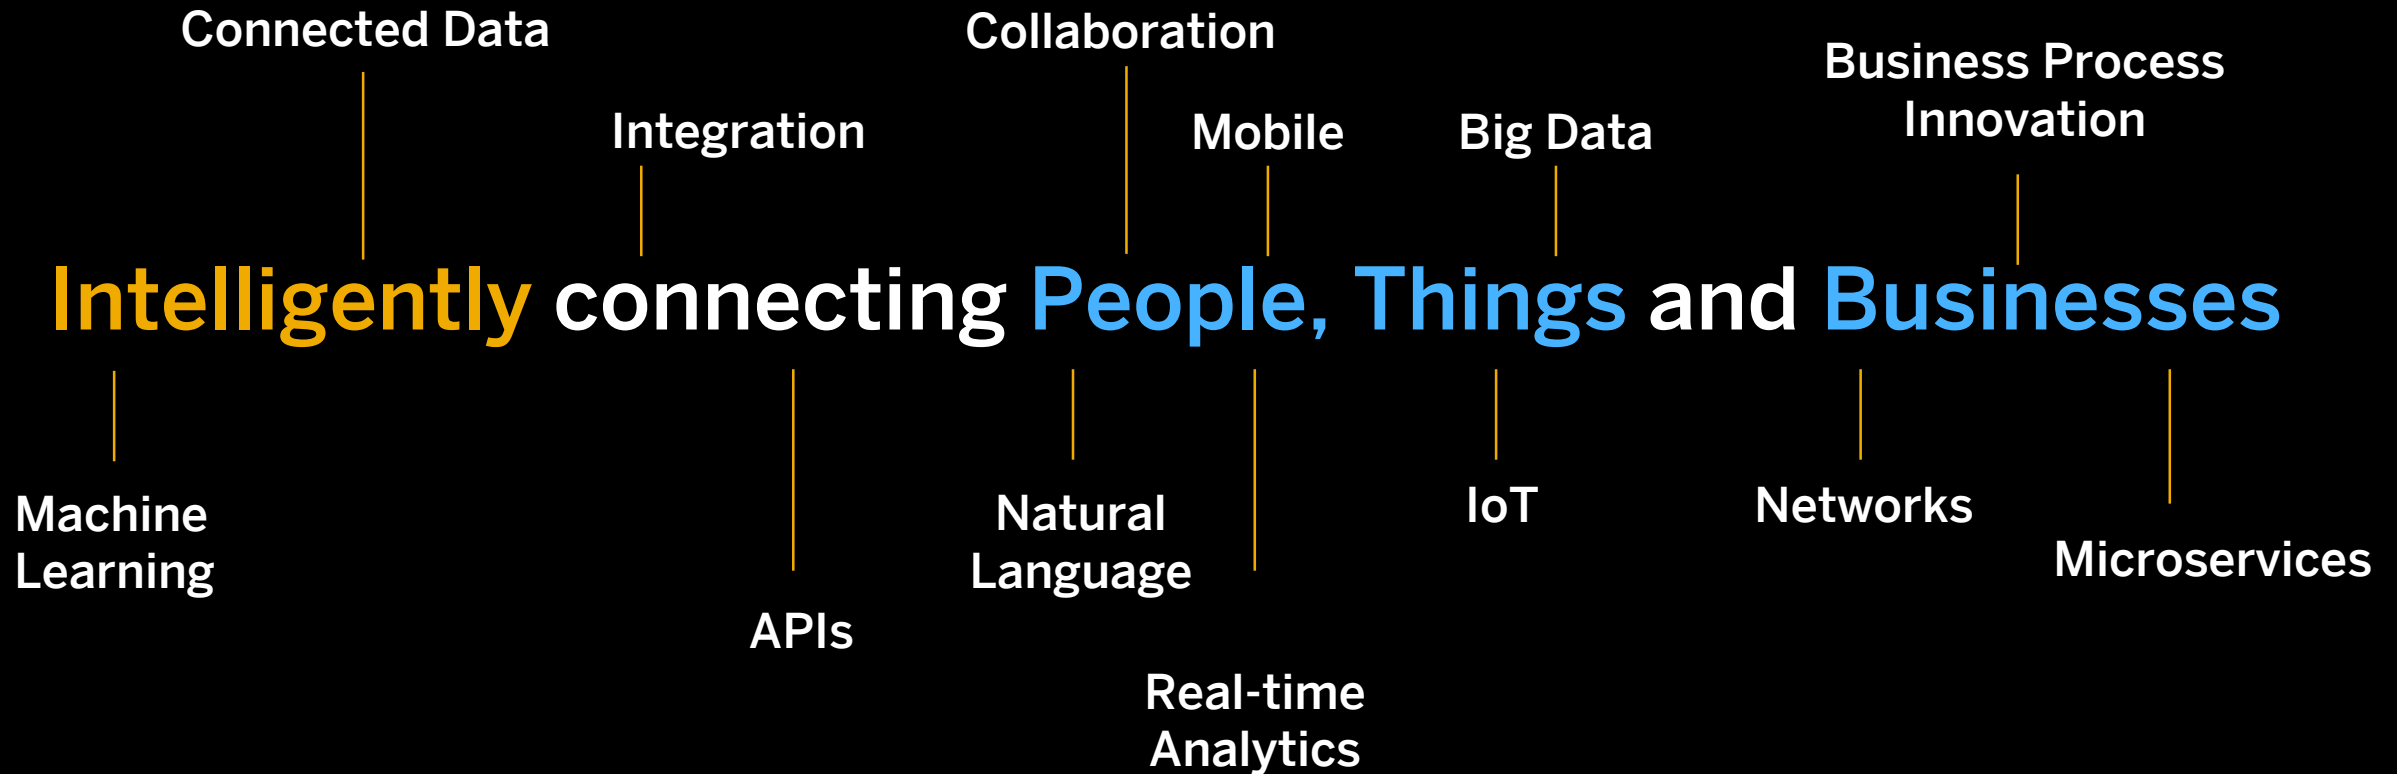 Connected Data
Collaboration
Business Process
Innovation
Integration
Mobile
Big Data
Intelligently connecting People, Things and Businesses
Machine
Learning
Natural
Language
IoT
Networks
Microservices
APIs
Real-time
Analytics